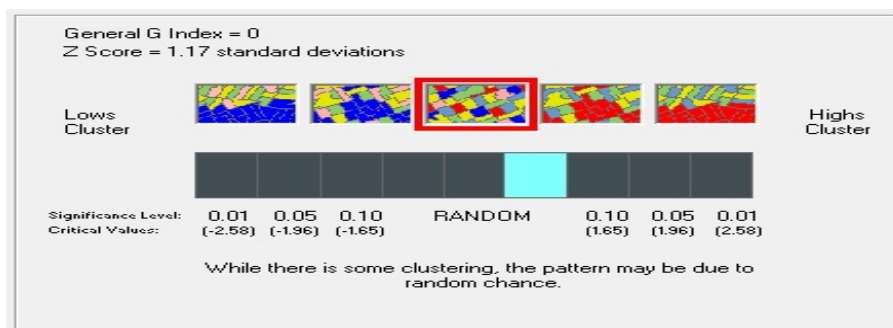 General G Index = 0
Z Score = 1.17 standard deviations
Lows
Cluster
Highs
Cluster
Significance Level: 0.01 0.05 0.10 RANDOM 0.10 0.05 0.01
Critical Values: (-2.58) (-1.96) (-1.65) (1.65) (1.96) (2.58)
While there is some clustering, the pattern may be due to
random chance.